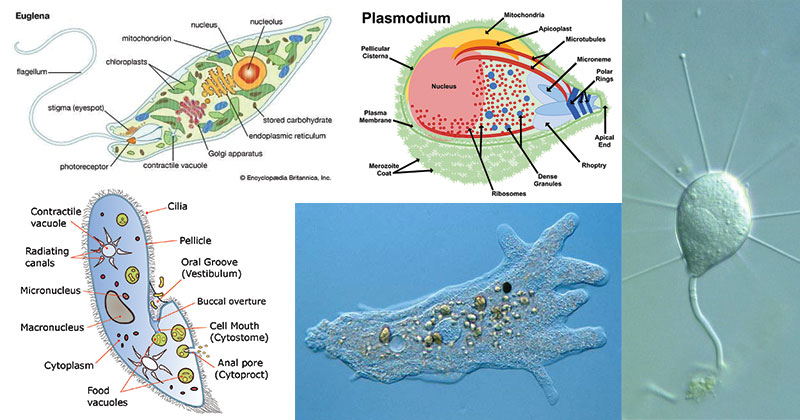 Euglena
nucleus
nucleolus
mitochondrion
chloroplasts
flagellum
stigma (eyespot)
photoreceptor
contractile vacuole
Golgi apparatus
endoplasmic reticulum
stored carbohydrate
© Encyclopædia Britannica, Inc.
Plasmodium
Mitochondria
Apicoplast
Microtubules
Microneme
Polar
Rings
Pellicular
Cisterna
Nucleus
Plasma
Membrane
Merozoite
Coat
Ribosomes
Dense
Granules
Rhoptry
Apical
End
Contractile
vacuole
Radiating
canals
Micronucleus
Macronucleus
Cytoplasm
Food
vacuoles
Cilia
Pellicle
Oral Groove
(Vestibulum)
Buccal overture
Cell Mouth
(Cytostome)
Anal pore
(Cytoproct)